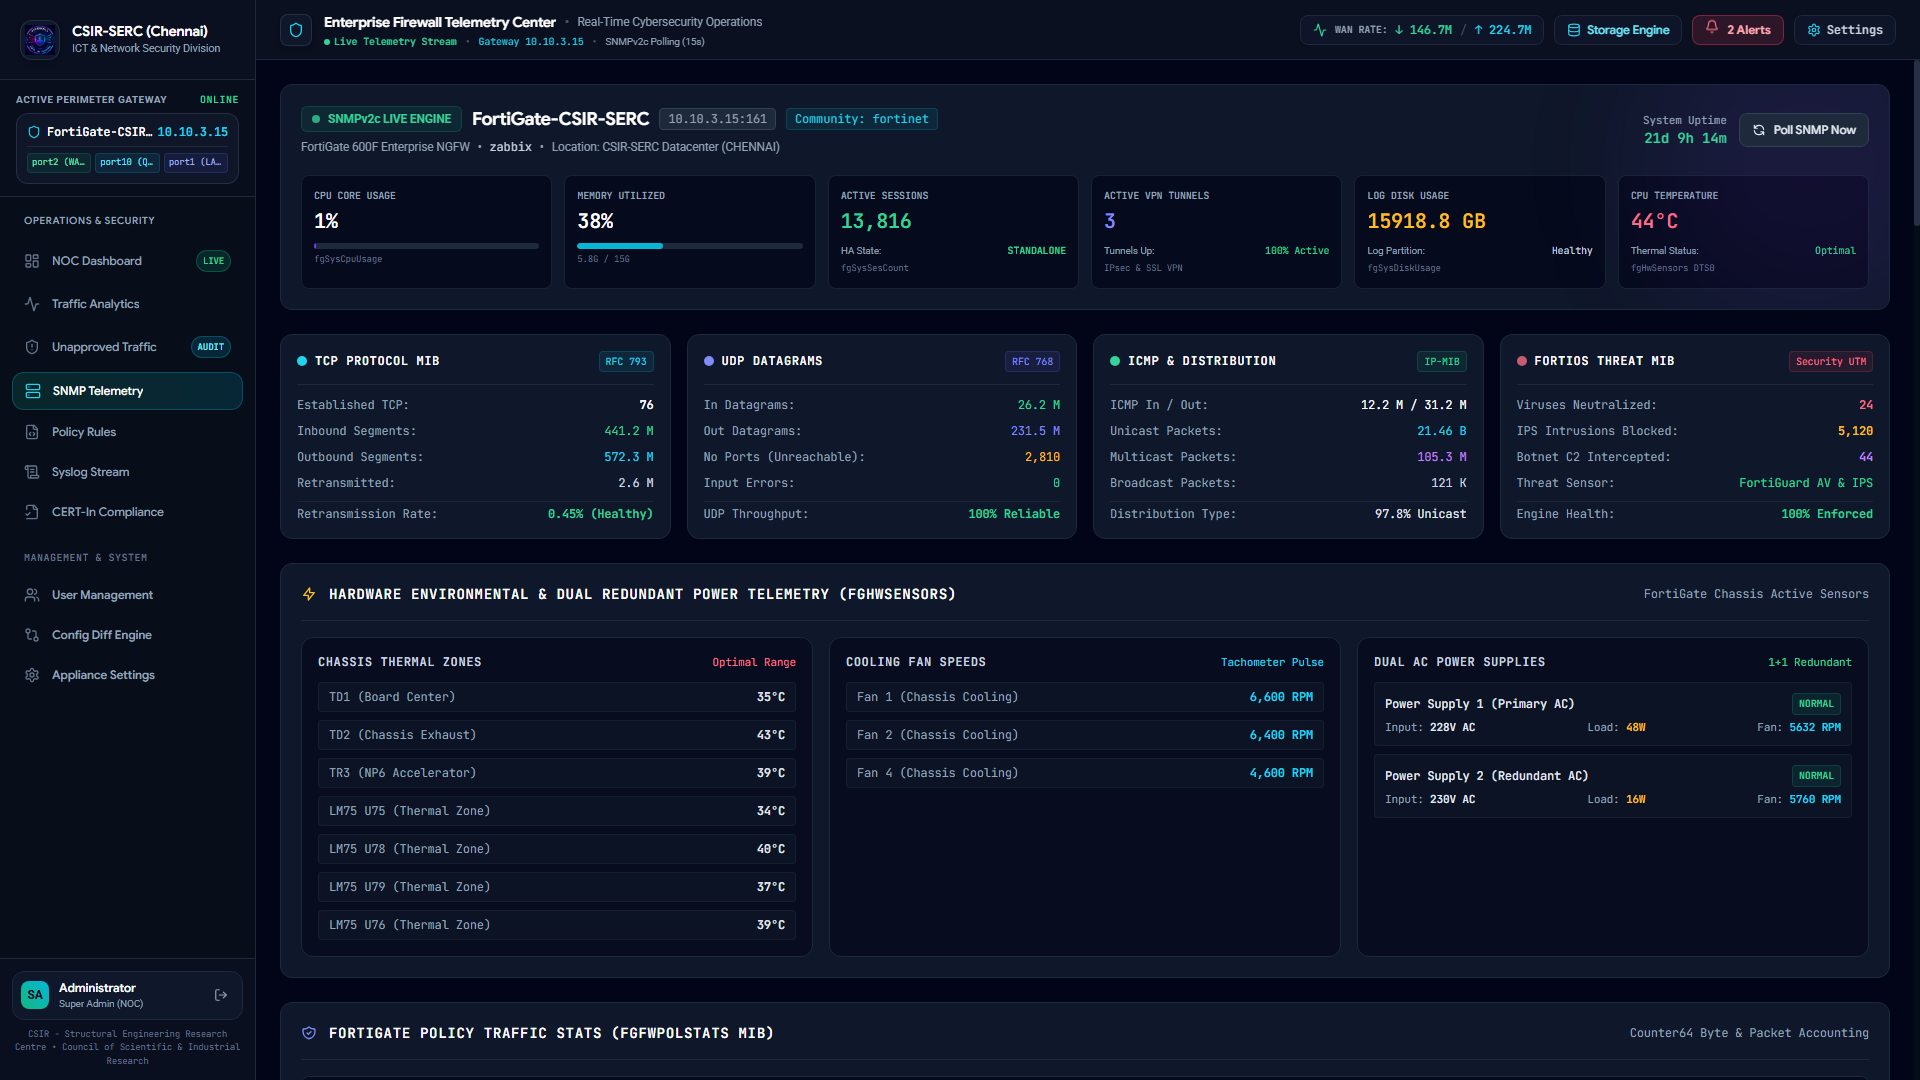 CSIR-SERC (Chennai)
ICT & Network Security Division
ACTIVE PERIMETER GATEWAY ONLINE
FortiGate-CSIR... 10.10.3.15
port2 (WA… port10 (Q… port1 (LA…
OPERATIONS & SECURITY
NOC Dashboard LIVE
Traffic Analytics
Unapproved Traffic AUDIT
SNMP Telemetry
Policy Rules
Syslog Stream
CERT-In Compliance
MANAGEMENT & SYSTEM
User Management
Config Diff Engine
Appliance Settings
SA Administrator
Super Admin (NOC)
CSIR - Structural Engineering Research
Centre • Council of Scientific & Industrial
Research
Enterprise Firewall Telemetry Center • Real-Time Cybersecurity Operations
Live Telemetry Stream • Gateway 10.10.3.15 • SNMPv2c Polling (15s)
WAN RATE: ↓ 146.7M / ↑ 224.7M
Storage Engine
2 Alerts
Settings
SNMPv2c LIVE ENGINE FortiGate-CSIR-SERC 10.10.3.15:161 Community: fortinet
FortiGate 600F Enterprise NGFW • zabbix • Location: CSIR-SERC Datacenter (CHENNAI)
System Uptime
21d 9h 14m
Poll SNMP Now
CPU CORE USAGE
1%
fgSysCpuUsage
MEMORY UTILIZED
38%
5.8G / 15G
ACTIVE SESSIONS
13,816
HA State: STANDALONE
fgSysSesCount
ACTIVE VPN TUNNELS
3
Tunnels Up: 100% Active
IPsec & SSL VPN
LOG DISK USAGE
15918.8 GB
Log Partition: Healthy
fgSysDiskUsage
CPU TEMPERATURE
44°C
Thermal Status: Optimal
fgHwSensors DTS0
TCP PROTOCOL MIB RFC 793
Established TCP: 76
Inbound Segments: 441.2 M
Outbound Segments: 572.3 M
Retransmitted: 2.6 M
Retransmission Rate: 0.45% (Healthy)
UDP DATAGRAMS RFC 768
In Datagrams: 26.2 M
Out Datagrams: 231.5 M
No Ports (Unreachable): 2,810
Input Errors: 0
UDP Throughput: 100% Reliable
ICMP & DISTRIBUTION IP-MIB
ICMP In / Out: 12.2 M / 31.2 M
Unicast Packets: 21.46 B
Multicast Packets: 105.3 M
Broadcast Packets: 121 K
Distribution Type: 97.8% Unicast
FORTIOS THREAT MIB Security UTM
Viruses Neutralized: 24
IPS Intrusions Blocked: 5,120
Botnet C2 Intercepted: 44
Threat Sensor: FortiGuard AV & IPS
Engine Health: 100% Enforced
HARDWARE ENVIRONMENTAL & DUAL REDUNDANT POWER TELEMETRY (FGHWSENSORS)
FortiGate Chassis Active Sensors
CHASSIS THERMAL ZONES Optimal Range
TD1 (Board Center) 35°C
TD2 (Chassis Exhaust) 43°C
TR3 (NP6 Accelerator) 39°C
LM75 U75 (Thermal Zone) 34°C
LM75 U78 (Thermal Zone) 40°C
LM75 U79 (Thermal Zone) 37°C
LM75 U76 (Thermal Zone) 39°C
COOLING FAN SPEEDS Tachometer Pulse
Fan 1 (Chassis Cooling) 6,600 RPM
Fan 2 (Chassis Cooling) 6,400 RPM
Fan 4 (Chassis Cooling) 4,600 RPM
DUAL AC POWER SUPPLIES 1+1 Redundant
Power Supply 1 (Primary AC) NORMAL
Input: 228V AC Load: 48W Fan: 5632 RPM
Power Supply 2 (Redundant AC) NORMAL
Input: 230V AC Load: 16W Fan: 5760 RPM
FORTIGATE POLICY TRAFFIC STATS (FGFWPOLSTATS MIB)
Counter64 Byte & Packet Accounting